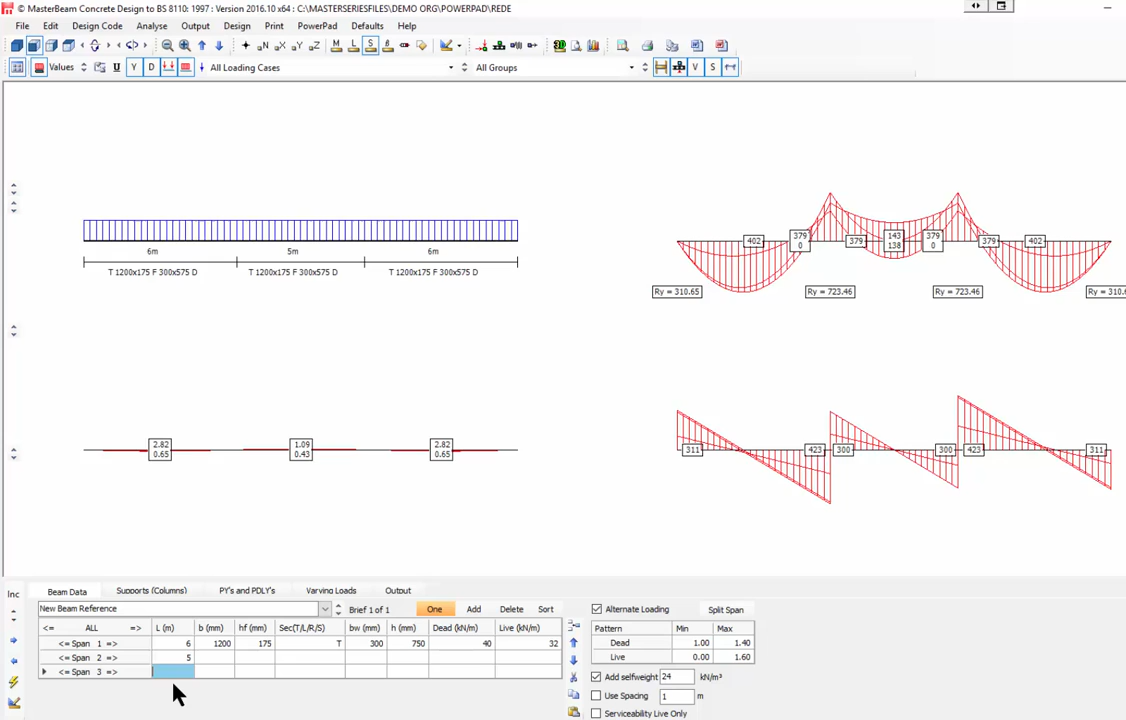 © MasterBeam Concrete Design to BS 8110: 1997 : Version 2016.10 x64 : C:\MASTERSERIESFILES\DEMO ORG\POWERPAD\REDE
File Edit Design Code Analyse Output Design Print PowerPad Defaults Help
N X Y Z M L S
Values U Y D All Loading Cases All Groups V S
6m 5m 6m
T 1200x175 F 300x575 D T 1200x175 F 300x575 D T 1200x175 F 300x575 D
402 379 0 379 143 138 379 0 379 402
Ry = 310.65 Ry = 723.46 Ry = 723.46 Ry = 310.6
2.82 1.09 2.82
0.65 0.43 0.65
311 423 300 300 423 311
Inc Beam Data Supports (Columns) PY's and PDLY's Varying Loads Output
New Beam Reference Brief 1 of 1 One Add Delete Sort Alternate Loading Split Span
<= ALL => L (m) b (mm) hf (mm) Sec(T/L/R/S) bw (mm) h (mm) Dead (kN/m) Live (kN/m) Pattern Min Max
<= Span 1 => 6 1200 175 T 300 750 40 32 Dead 1.00 1.40
<= Span 2 => 5 Live 0.00 1.60
<= Span 3 => Add selfweight 24 kN/m³
Use Spacing 1 m
Serviceability Live Only